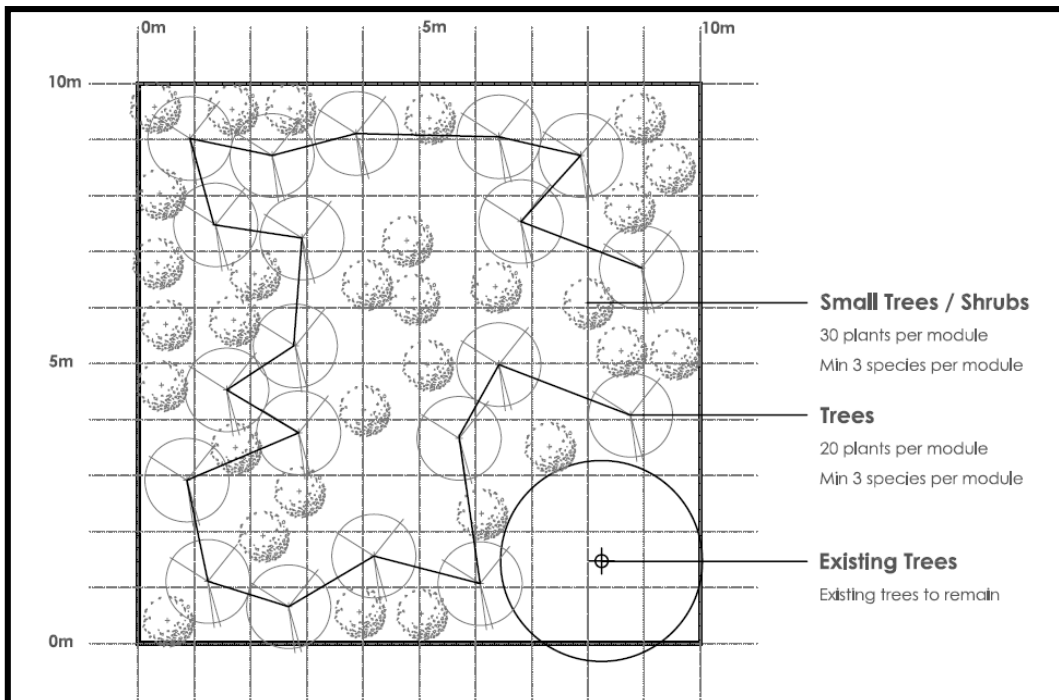 0m 5m 10m
10m
Small Trees / Shrubs
30 plants per module
Min 3 species per module
5m
Trees
20 plants per module
Min 3 species per module
Existing Trees
Existing trees to remain
0m